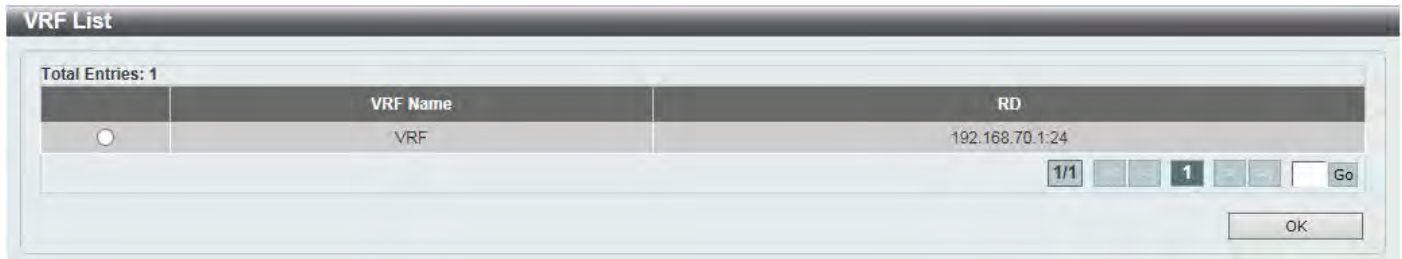 VRF List
Total Entries: 1
VRF Name RD
VRF 192.168.70.1:24
1/1 1 Go
OK